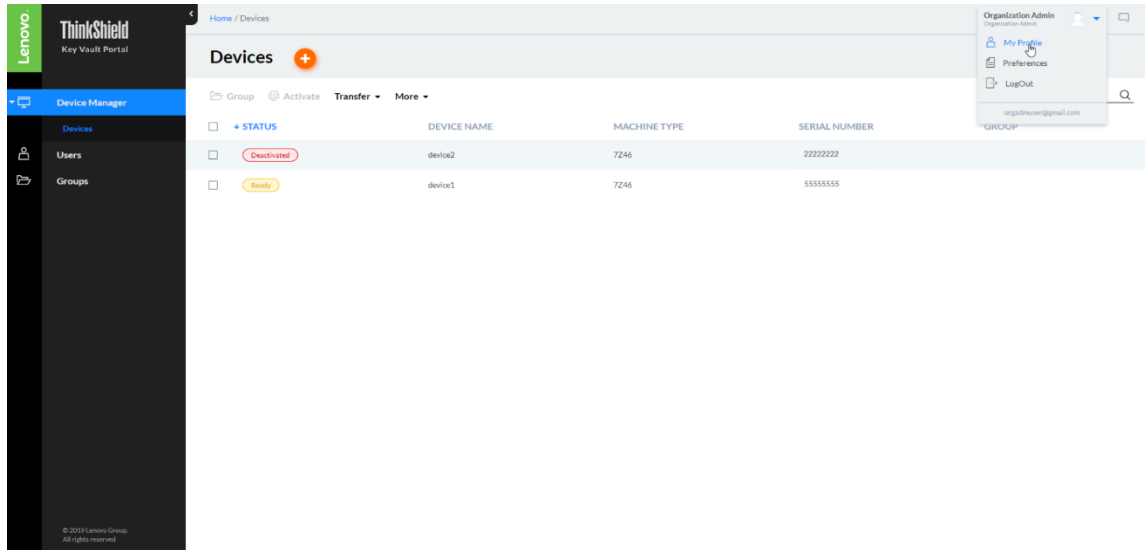 Lenovo.
ThinkShield
Key Vault Portal
Device Manager
Devices
Users
Groups
© 2019 Lenovo Group.
All rights reserved
Home / Devices
Devices
Group Activate Transfer More
STATUS DEVICE NAME MACHINE TYPE SERIAL NUMBER GROUP
Deactivated device2 7Z46 22222222
Ready device1 7Z46 55555555
Organization Admin
Organization Admin
My Profile
Preferences
LogOut
orgadmuser@gmail.com